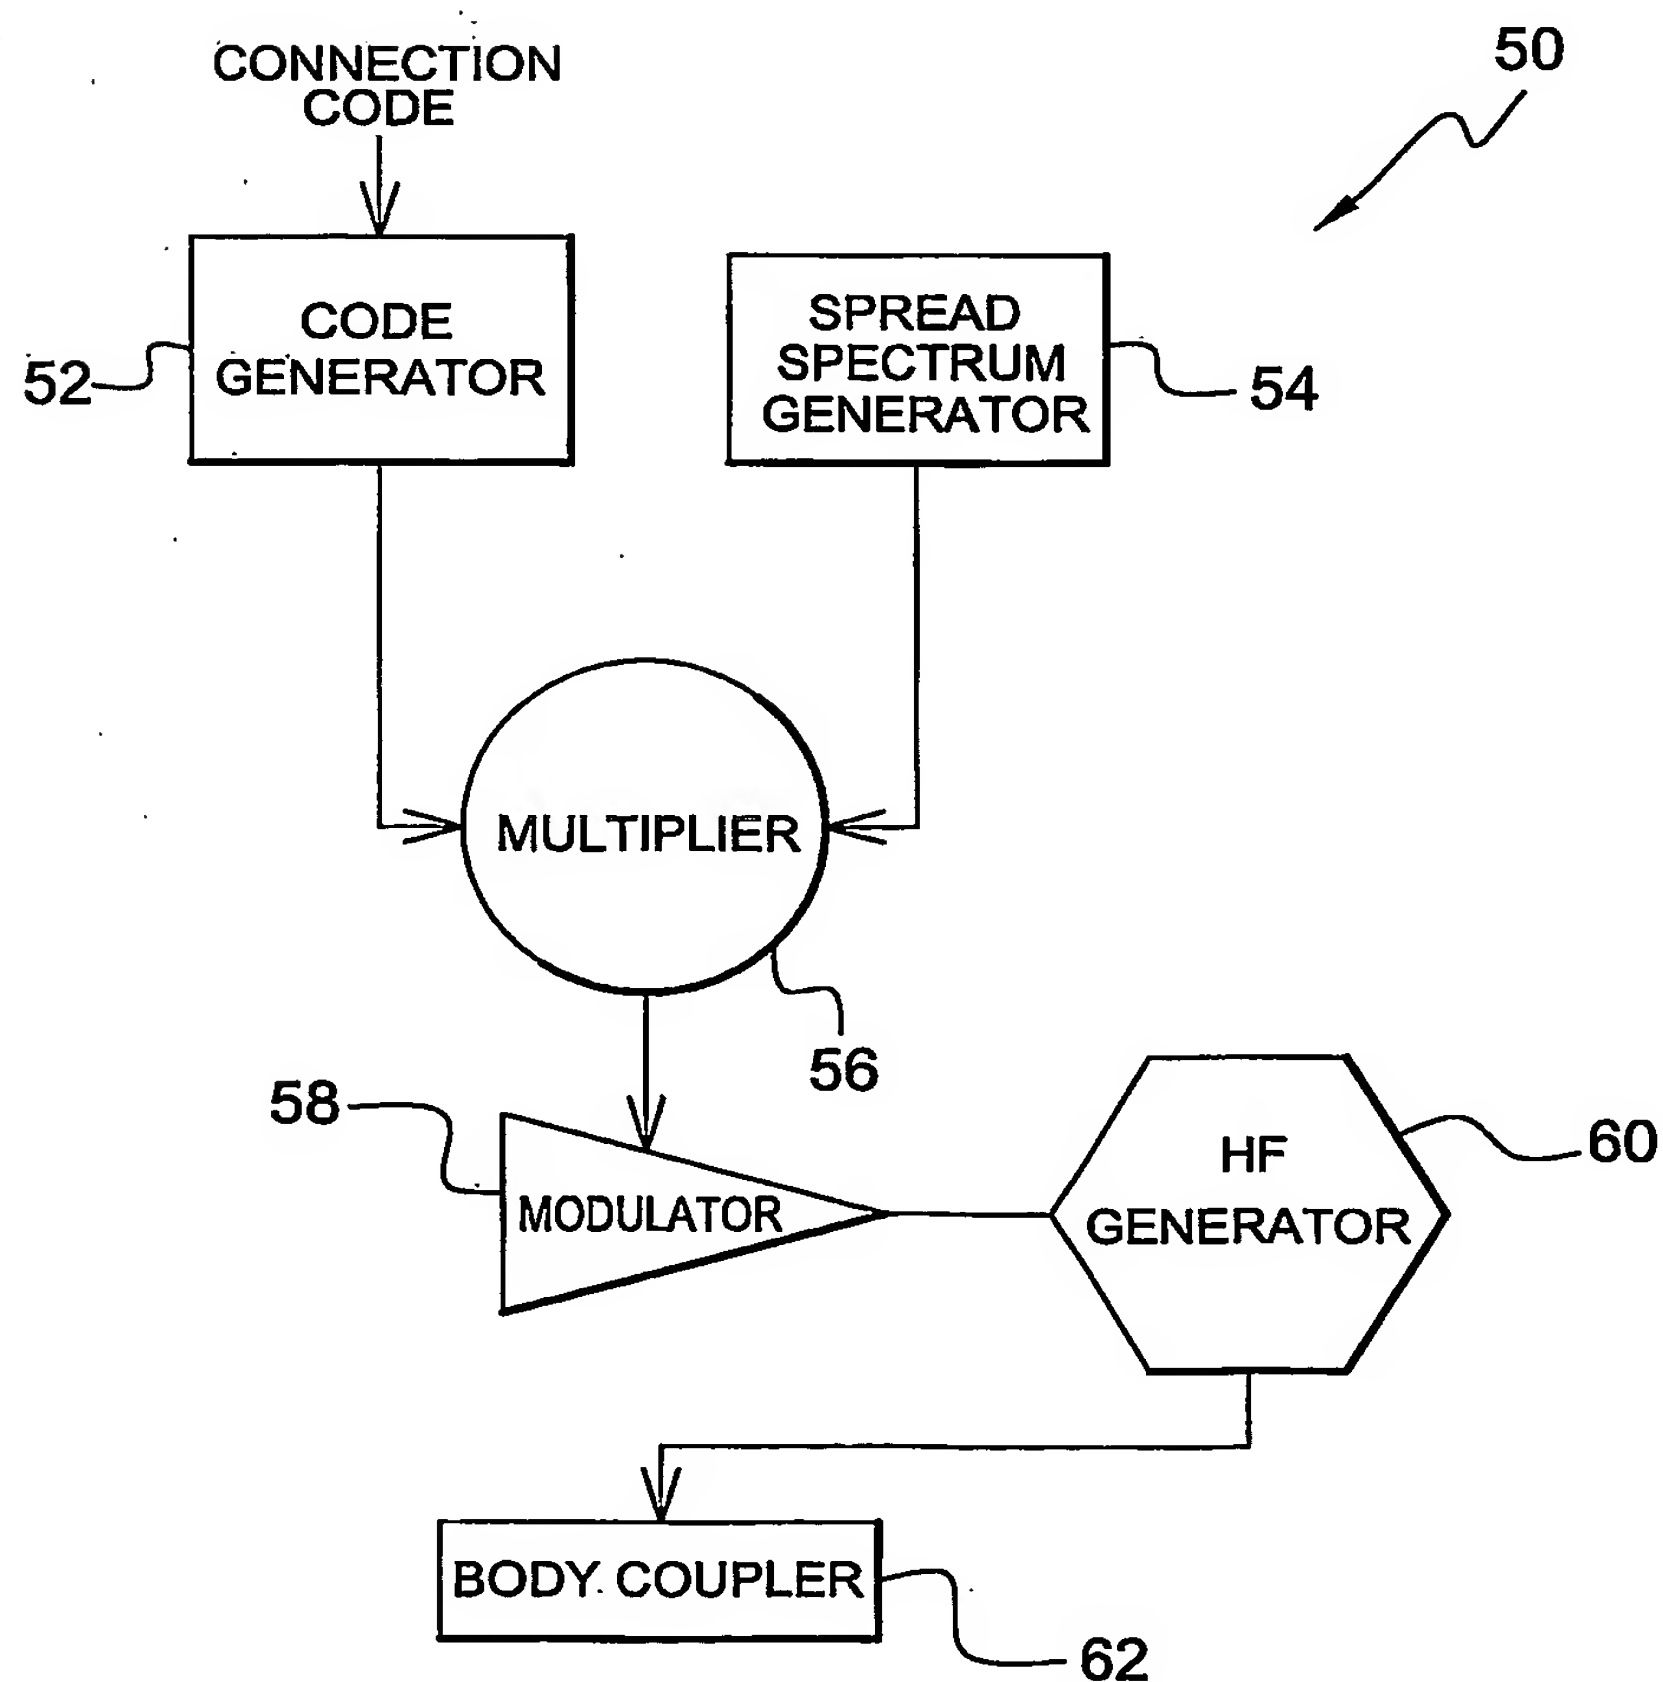 50
CONNECTION
CODE
CODE
GENERATOR
52
SPREAD
SPECTRUM
GENERATOR
54
MULTIPLIER
56
58
MODULATOR
HF
GENERATOR
60
BODY COUPLER
62